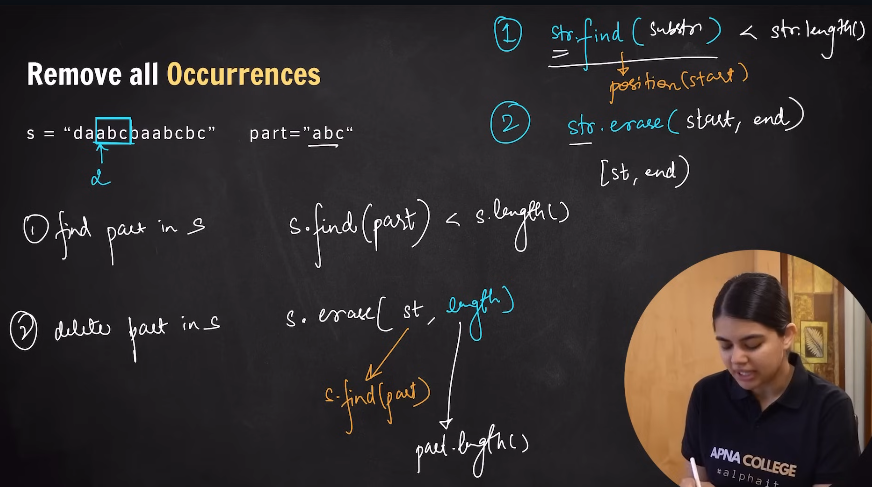 ① str.find(substr) < str.length()
position(start)
Remove all Occurrences
s = "daabcbaabcbc" part="abc"
2
② str.erase(start, end)
[st, end)
① find part in s s.find(part) < s.length()
② delete part in s s.erase( st, length)
s.find(part)
part.length()
APNA COLLEGE